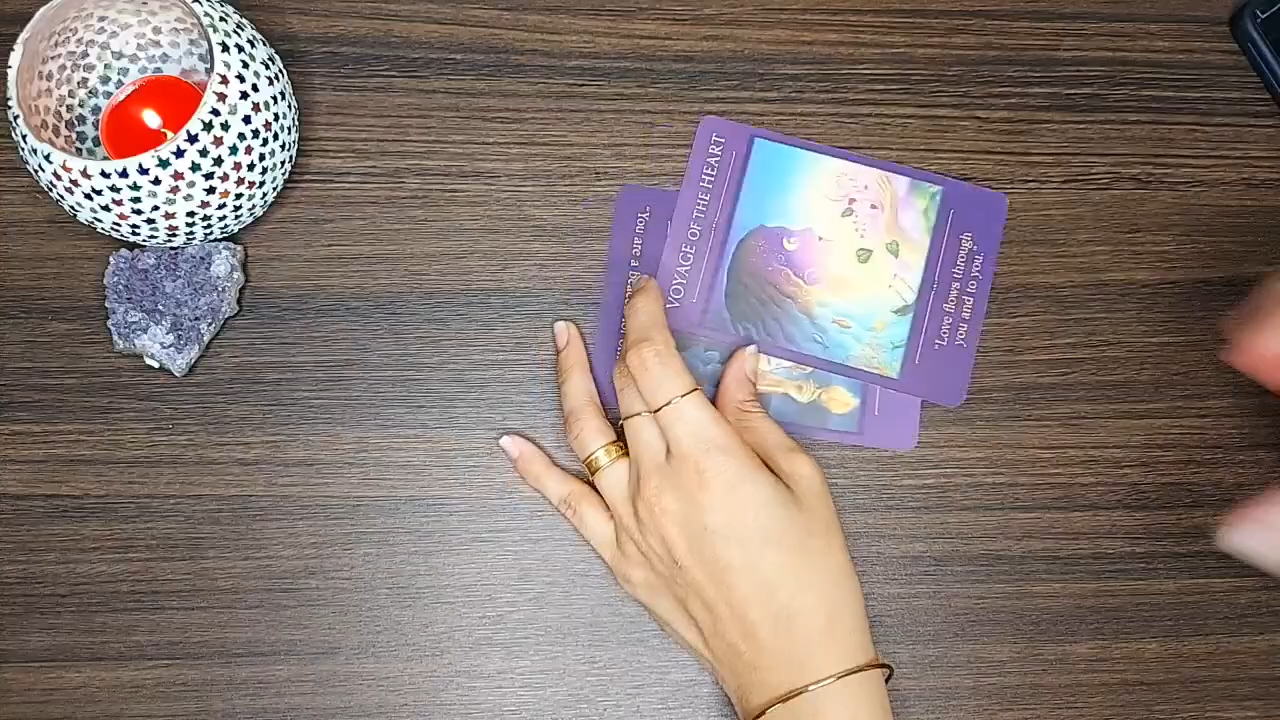 VOYAGE OF THE HEART
"Love flows through
you and to you."
"You are a